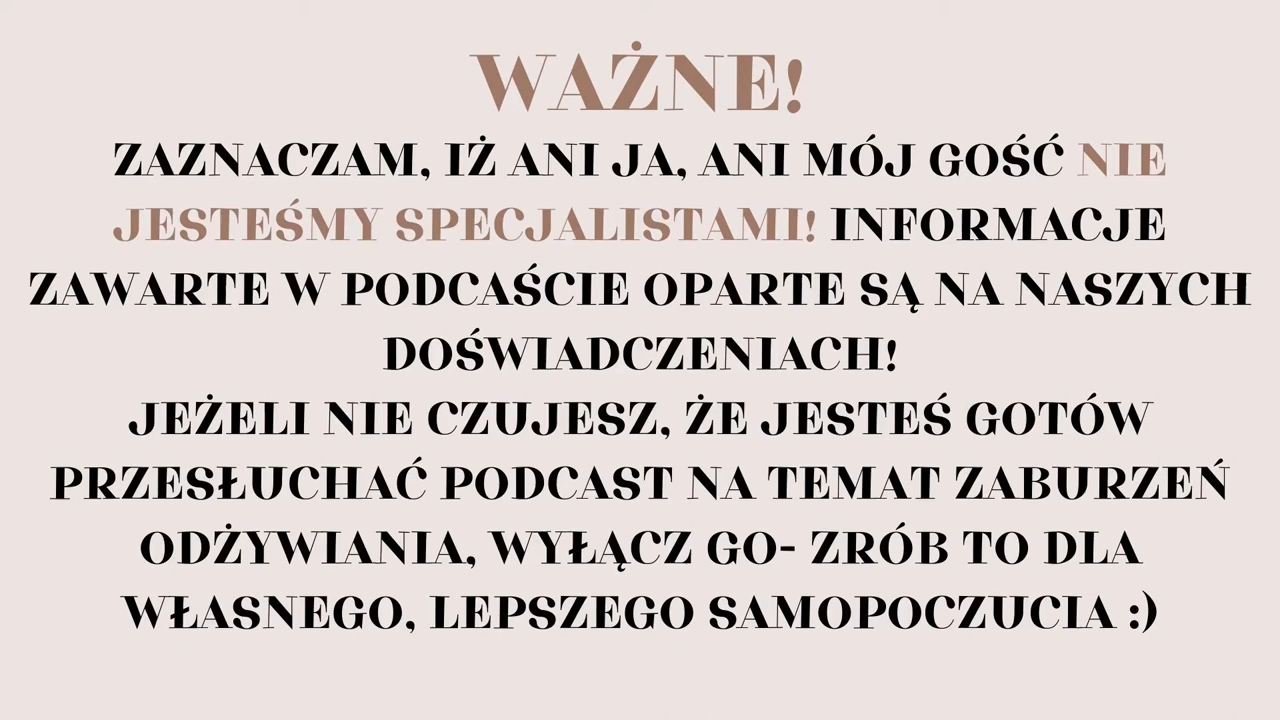 WAŻNE!
ZAZNACZAM, IŻ ANI JA, ANI MÓJ GOŚĆ NIE
JESTEŚMY SPECJALISTAMI! INFORMACJE
ZAWARTE W PODCAŚCIE OPARTE SĄ NA NASZYCH
DOŚWIADCZENIACH!
JEŻELI NIE CZUJESZ, ŻE JESTEŚ GOTÓW
PRZESŁUCHAĆ PODCAST NA TEMAT ZABURZEŃ
ODŻYWIANIA, WYŁĄCZ GO- ZRÓB TO DLA
WŁASNEGO, LEPSZEGO SAMOPOCZUCIA :)